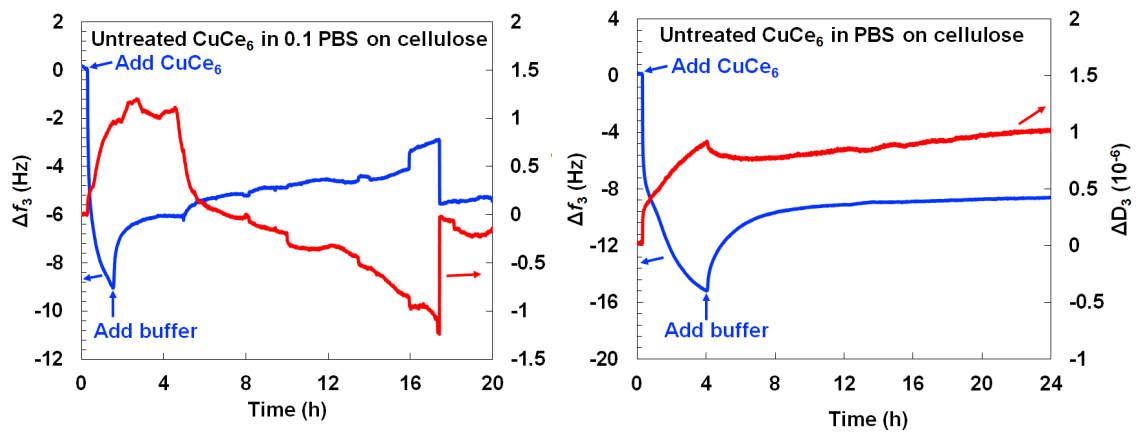 Untreated CuCe6 in 0.1 PBS on cellulose
Add CuCe6
Add buffer
2
0
-2
-4
-6
-8
-10
-12
Δf3 (Hz)
2
1.5
1
0.5
0
-0.5
-1
-1.5
0 4 8 12 16 20
Time (h)
Untreated CuCe6 in PBS on cellulose
Add CuCe6
Add buffer
4
0
-4
-8
-12
-16
-20
Δf3 (Hz)
2
1.5
1
0.5
0
-0.5
-1
ΔD3 (10-6)
0 4 8 12 16 20 24
Time (h)